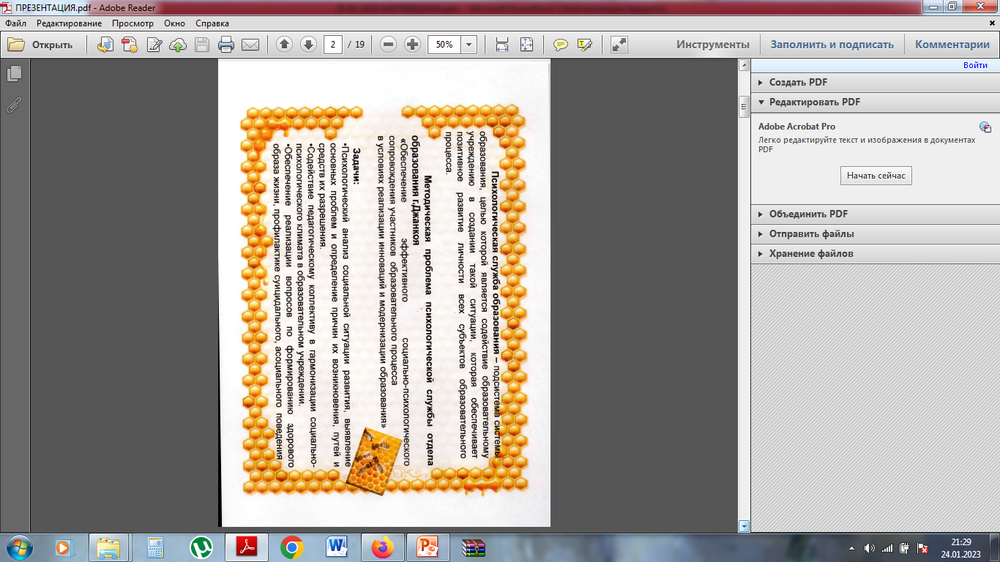 ПРЕЗЕНТАЦИЯ.pdf - Adobe Reader
Файл Редактирование Просмотр Окно Справка
Открыть 2 / 19 50% Инструменты Заполнить и подписать Комментарии
Войти
Создать PDF
Редактировать PDF
Adobe Acrobat Pro
Легко редактируйте текст и изображения в документах
PDF
Начать сейчас
Объединить PDF
Отправить файлы
Хранение файлов
Психологическая служба образования – подсистема системы
образования, целью которой является содействие образовательному
учреждению в создании такой ситуации, которая обеспечивает
позитивное развитие личности всех субъектов образовательного
процесса.
Методическая проблема психологической службы отдела
образования г.Джанкоя
«Обеспечение эффективного социально-психологического
сопровождения участников образовательного процесса
в условиях реализации инноваций и модернизации образования»
Задачи:
•Психологический анализ социальной ситуации развития, выявление
основных проблем и определение причин их возникновения, путей и
средств их разрешения.
•Содействие педагогическому коллективу в гармонизации социально-
психологического климата в образовательном учреждении.
•Обеспечение реализации вопросов по формированию здорового
образа жизни, профилактике суицидального, асоциального поведения
21:29
24.01.2023